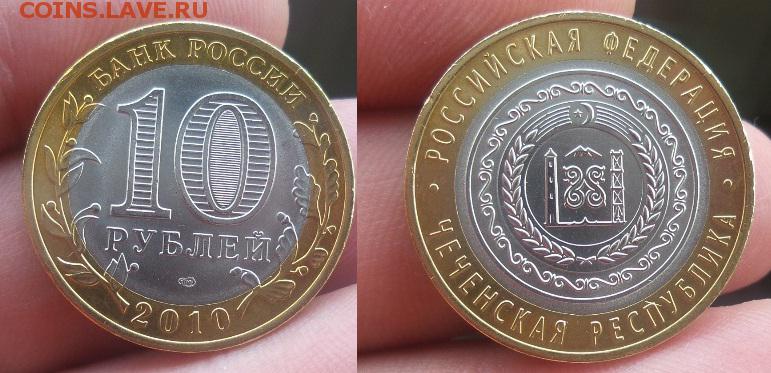 COINS.LAVE.RU
БАНК РОССИИ
10
РУБЛЕЙ
2010
РОССИЙСКАЯ ФЕДЕРАЦИЯ
ЧЕЧЕНСКАЯ РЕСПУБЛИКА